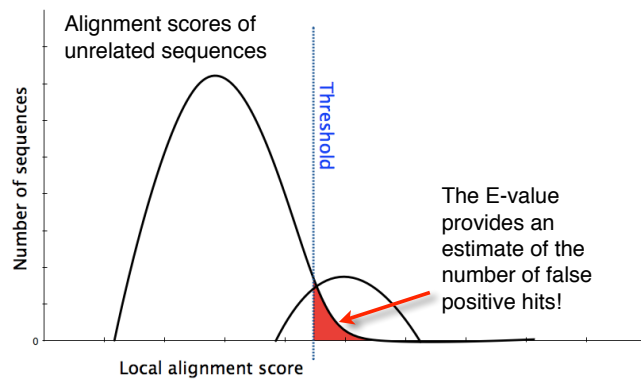 Alignment scores of
unrelated sequences
Threshold
Number of sequences
The E-value
provides an
estimate of the
number of false
positive hits!
0
Local alignment score